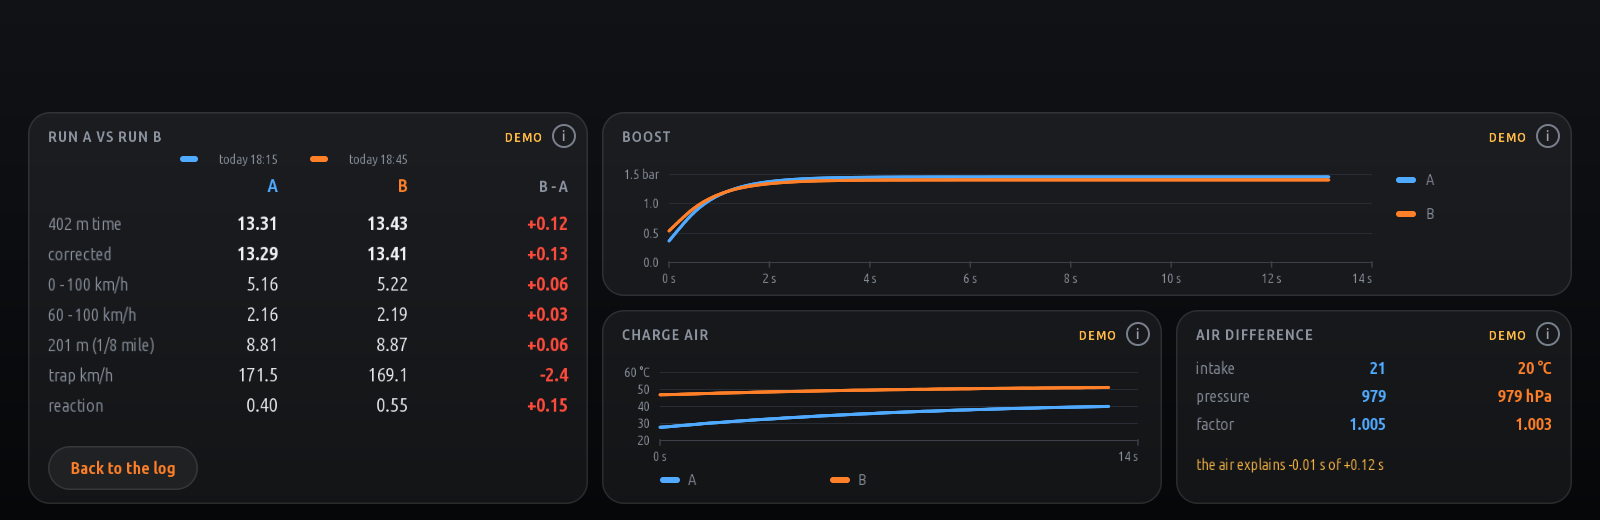 RUN A VS RUN B
DEMO i
today 18:15 today 18:45
A B B - A
402 m time 13.31 13.43 +0.12
corrected 13.29 13.41 +0.13
0 - 100 km/h 5.16 5.22 +0.06
60 - 100 km/h 2.16 2.19 +0.03
201 m (1/8 mile) 8.81 8.87 +0.06
trap km/h 171.5 169.1 -2.4
reaction 0.40 0.55 +0.15
Back to the log
BOOST
DEMO i
1.5 bar
1.0
0.5
0.0
0 s 2 s 4 s 6 s 8 s 10 s 12 s 14 s
A
B
CHARGE AIR
DEMO i
60 °C
50
40
30
20
0 s 14 s
A B
AIR DIFFERENCE
DEMO i
intake 21 20 °C
pressure 979 979 hPa
factor 1.005 1.003
the air explains -0.01 s of +0.12 s